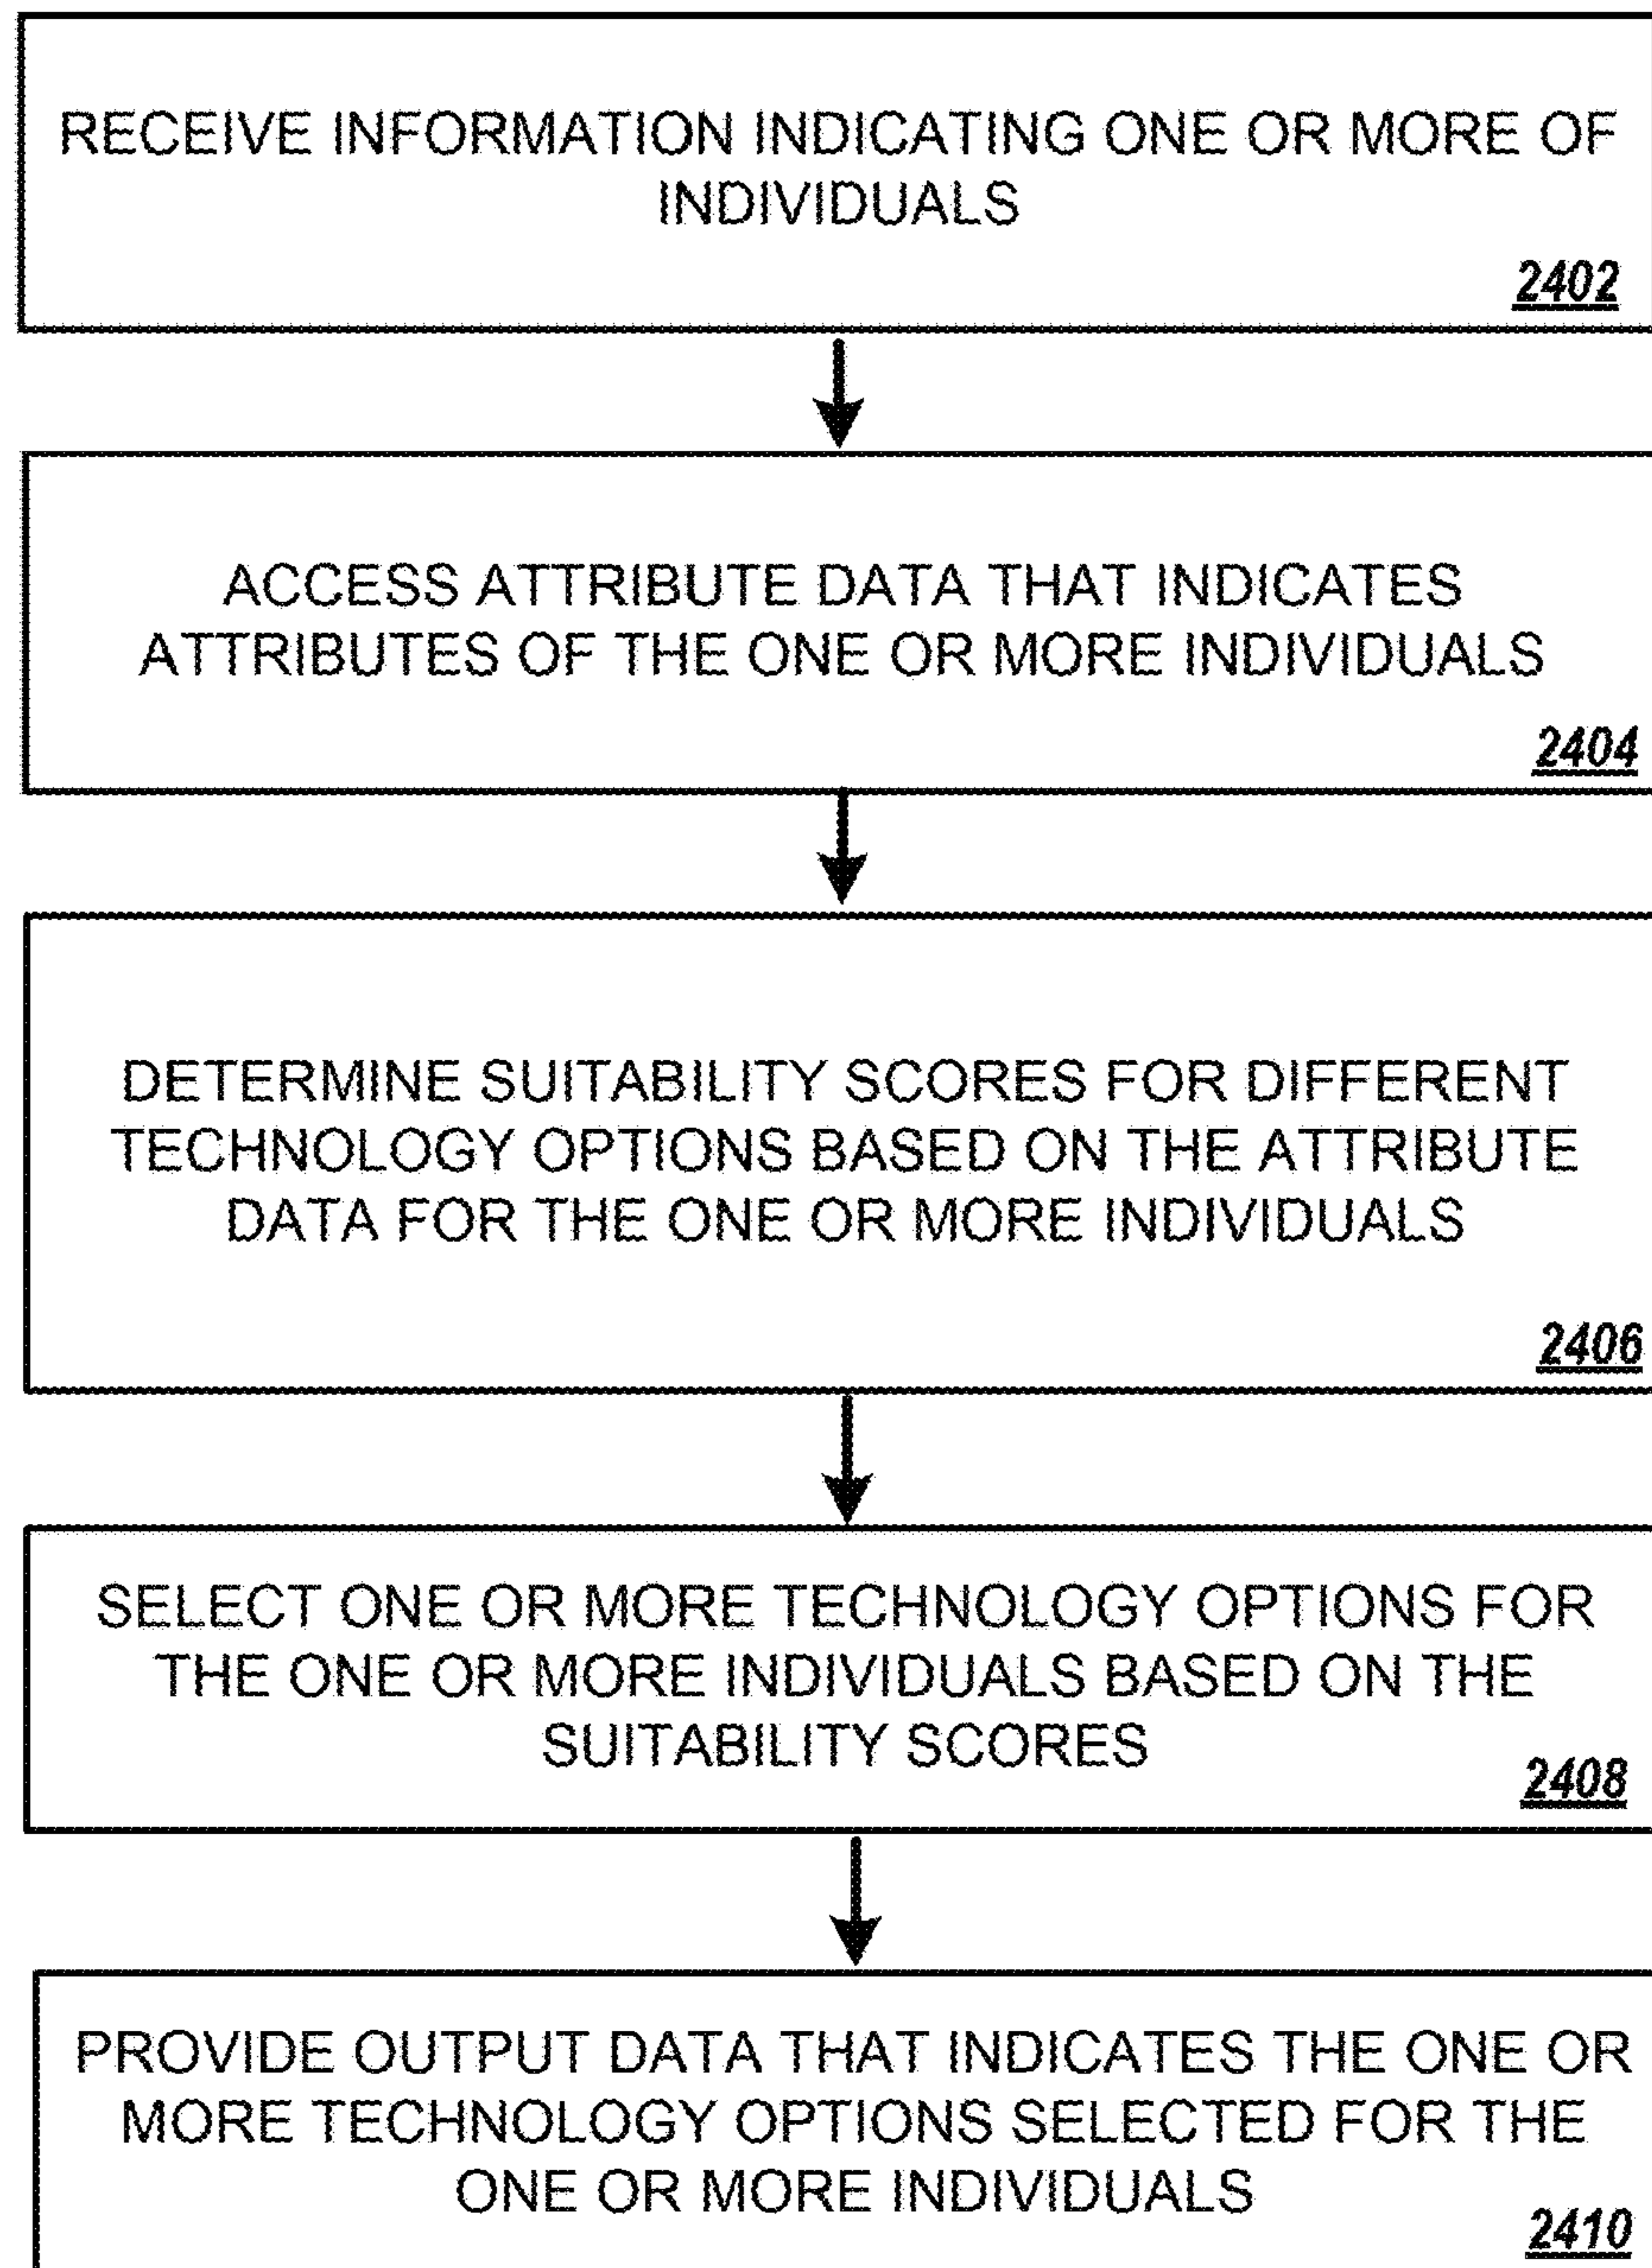 RECEIVE INFORMATION INDICATING ONE OR MORE OF
INDIVIDUALS
2402
ACCESS ATTRIBUTE DATA THAT INDICATES
ATTRIBUTES OF THE ONE OR MORE INDIVIDUALS
2404
DETERMINE SUITABILITY SCORES FOR DIFFERENT
TECHNOLOGY OPTIONS BASED ON THE ATTRIBUTE
DATA FOR THE ONE OR MORE INDIVIDUALS
2406
SELECT ONE OR MORE TECHNOLOGY OPTIONS FOR
THE ONE OR MORE INDIVIDUALS BASED ON THE
SUITABILITY SCORES
2408
PROVIDE OUTPUT DATA THAT INDICATES THE ONE OR
MORE TECHNOLOGY OPTIONS SELECTED FOR THE
ONE OR MORE INDIVIDUALS
2410